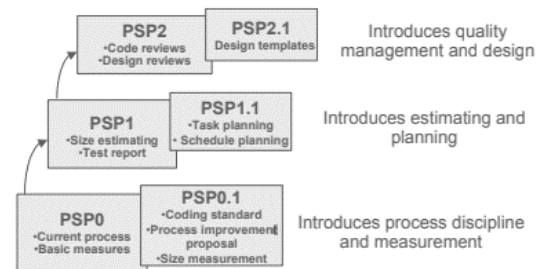 PSP2
•Code reviews
•Design reviews
PSP2.1
Design templates
Introduces quality
management and design
PSP1
•Size estimating
•Test report
PSP1.1
•Task planning
• Schedule planning
Introduces estimating and
planning
PSP0
•Current process
•Basic measures
PSP0.1
•Coding standard
•Process improvement
proposal
•Size measurement
Introduces process discipline
and measurement